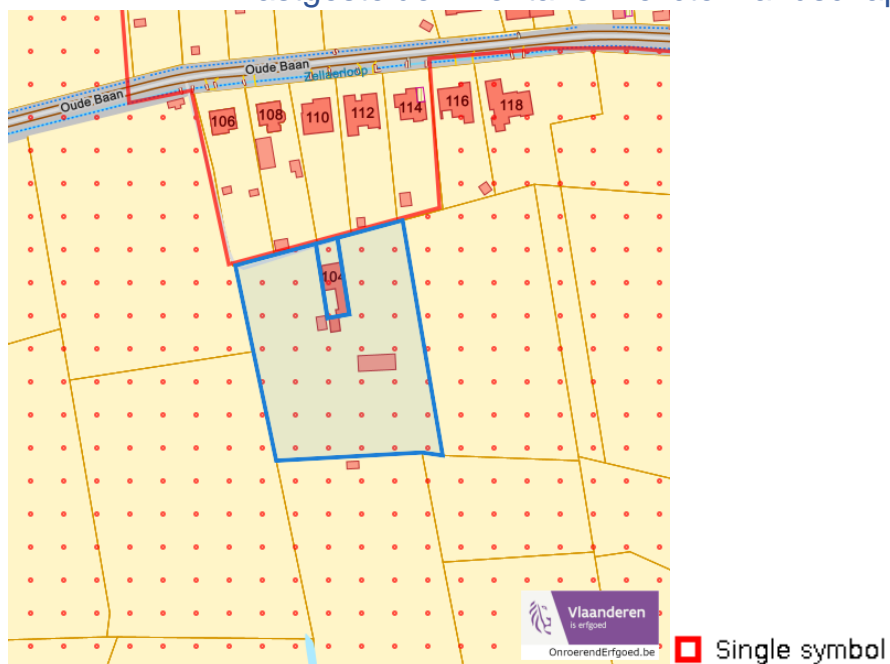 Oude Baan
Zellaerloop
Oude Baan
106
108
110
112
114
116
118
104
Vlaanderen
is erfgoed
OnroerendErfgoed.be
Single symbol